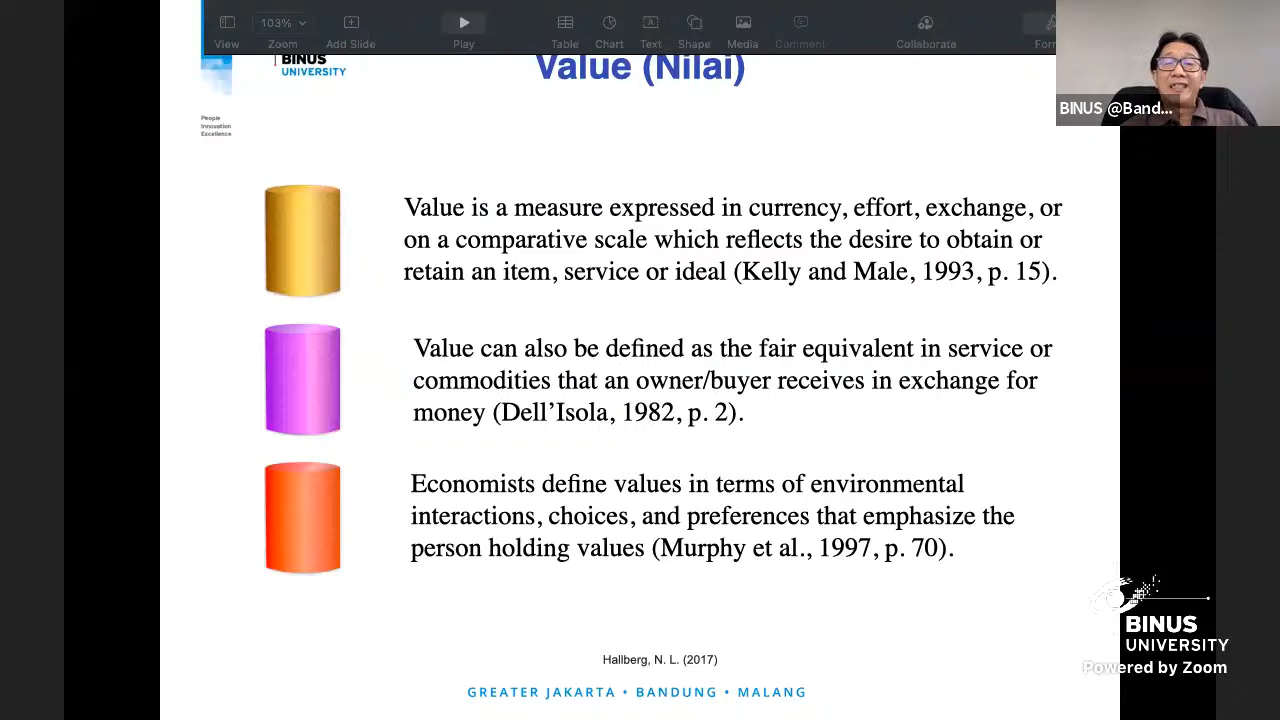 103%
View
Zoom
Add Slide
Play
Table
Chart
Text
Shape
Media
Comment
Collaborate
Form
BINUS
UNIVERSITY
People
Innovation
Excellence
Value (Nilai)
BINUS @Band...
Value is a measure expressed in currency, effort, exchange, or
on a comparative scale which reflects the desire to obtain or
retain an item, service or ideal (Kelly and Male, 1993, p. 15).
Value can also be defined as the fair equivalent in service or
commodities that an owner/buyer receives in exchange for
money (Dell’Isola, 1982, p. 2).
Economists define values in terms of environmental
interactions, choices, and preferences that emphasize the
person holding values (Murphy et al., 1997, p. 70).
Hallberg, N. L. (2017)
GREATER JAKARTA • BANDUNG • MALANG
BINUS
UNIVERSITY
Powered by Zoom